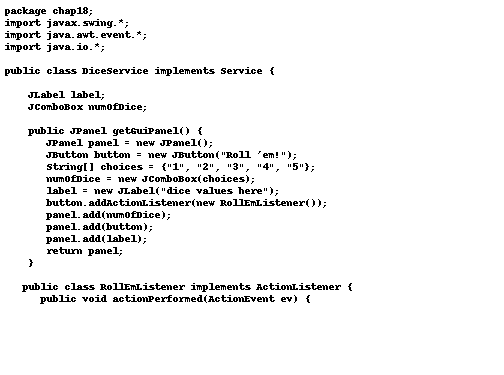 package chap18;
import javax.swing.*;
import java.awt.event.*;
import java.io.*;
public class DiceService implements Service {
JLabel label;
JComboBox numOfDice;
public JPanel getGuiPanel() {
JPanel panel = new JPanel();
JButton button = new JButton("Roll 'em!");
String[] choices = {"1", "2", "3", "4", "5"};
numOfDice = new JComboBox(choices);
label = new JLabel("dice values here");
button.addActionListener(new RollEmListener());
panel.add(numOfDice);
panel.add(button);
panel.add(label);
return panel;
}
public class RollEmListener implements ActionListener {
public void actionPerformed(ActionEvent ev) {